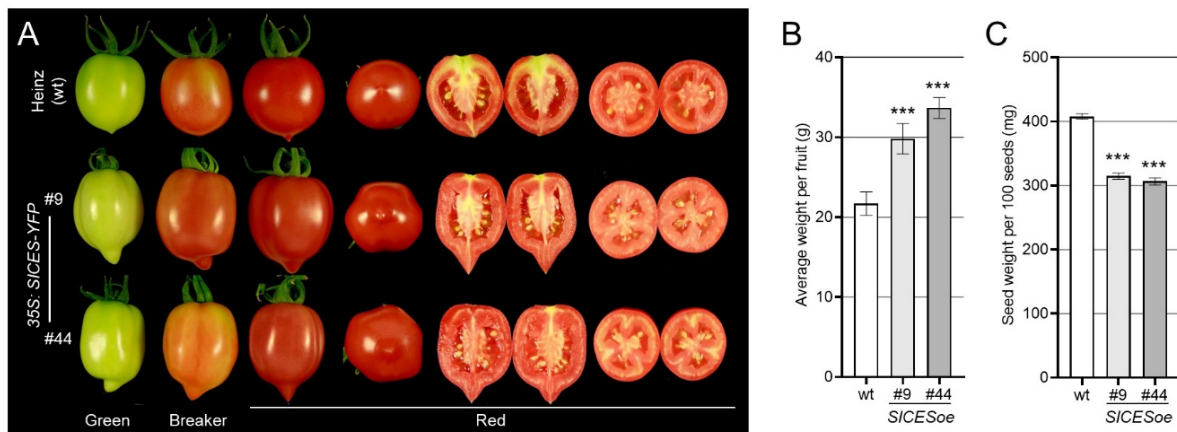 A
Heinz
(wt)
#9
35S: SlCES-YFP
#44
Green
Breaker
Red
B
Average weight per fruit (g)
40
30
20
10
0
***
***
wt
#9
#44
SlCESoe
C
Seed weight per 100 seeds (mg)
500
400
300
200
100
0
***
***
wt
#9
#44
SlCESoe